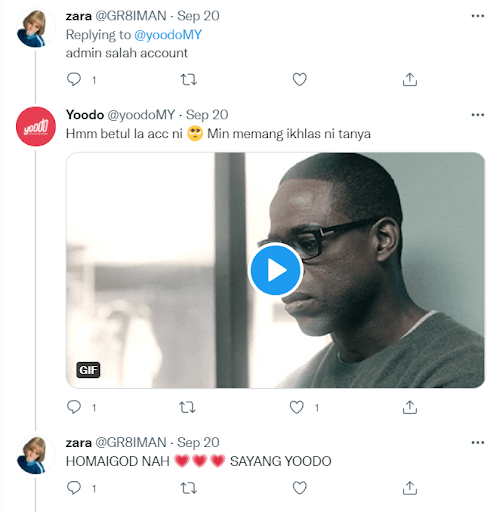 zara @GR8IMAN · Sep 20
Replying to @yoodoMY
admin salah account
1
yoodo
Yoodo @yoodoMY · Sep 20
Hmm betul la acc ni 🥺 Min memang ikhlas ni tanya
GIF
1 1
zara @GR8IMAN · Sep 20
HOMAIGOD NAH 💗💗💗 SAYANG YOODO
1